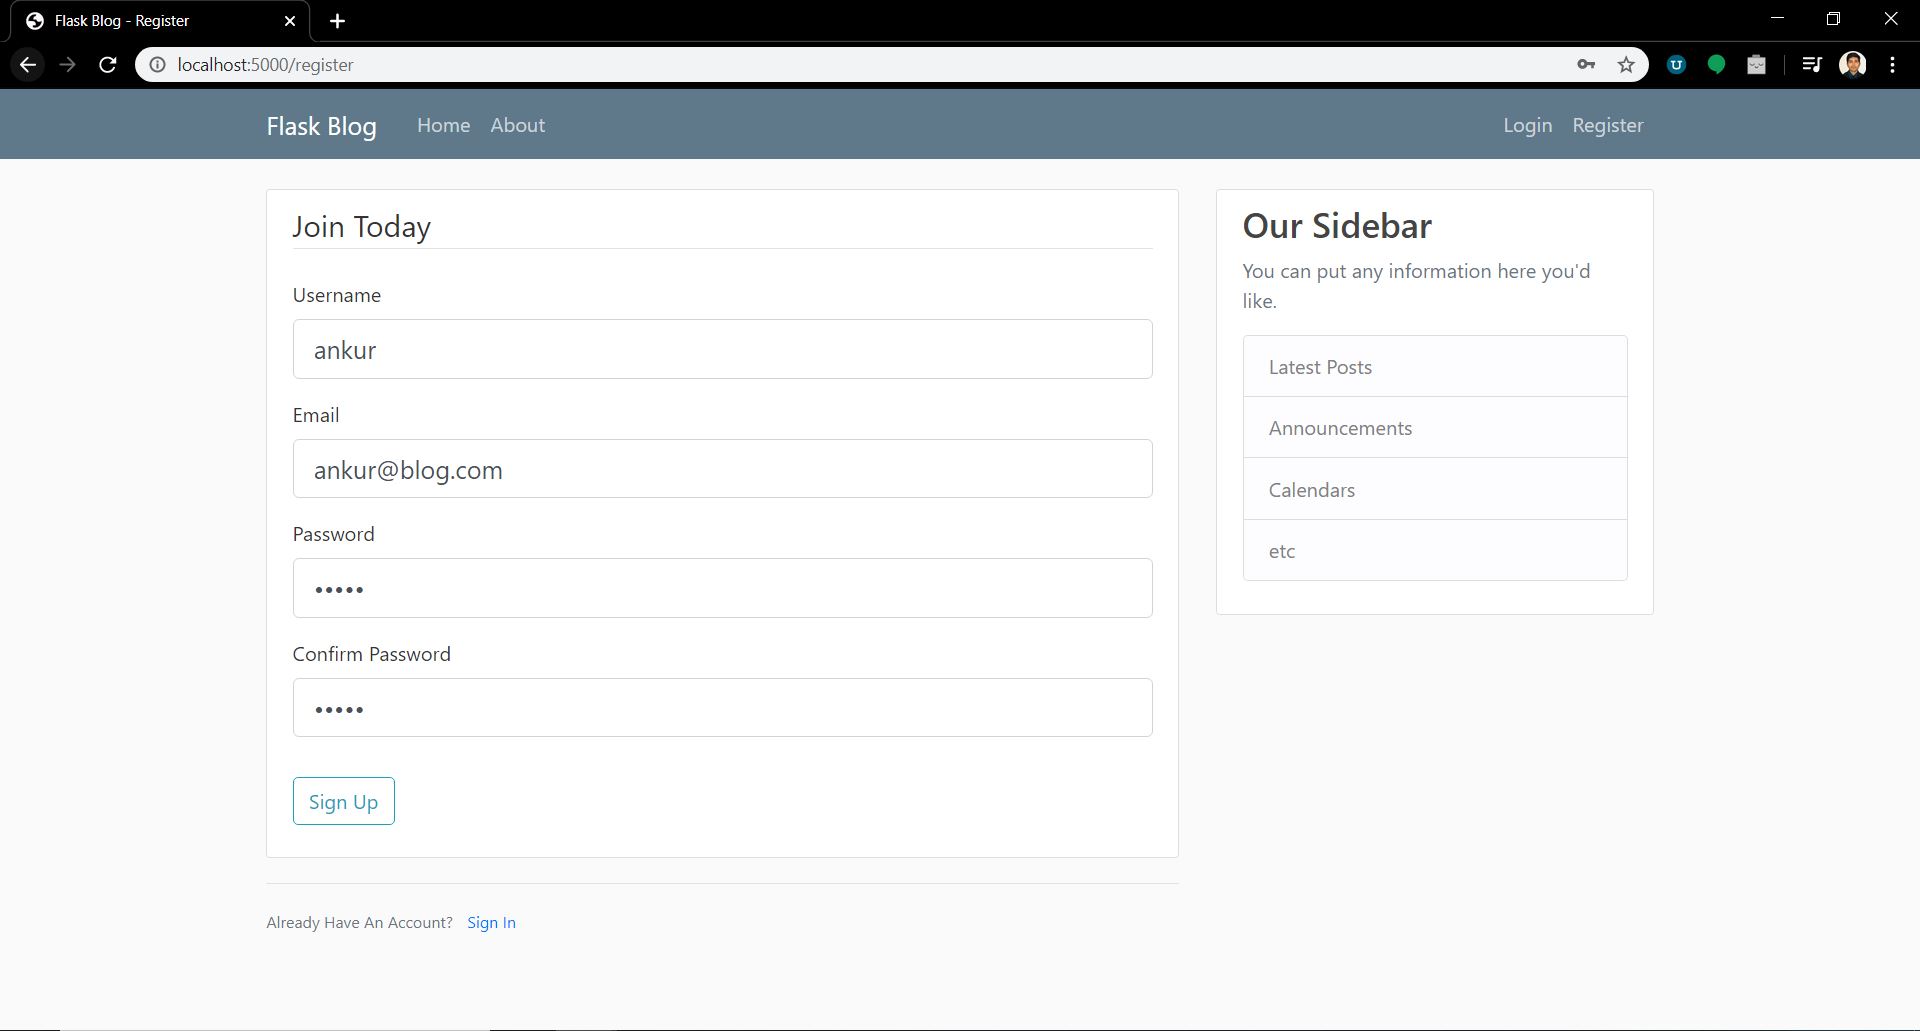 Flask Blog - Register
localhost:5000/register
Flask Blog
Home
About
Login
Register
Join Today
Username
ankur
Email
ankur@blog.com
Password
•••••
Confirm Password
•••••
Sign Up
Already Have An Account? Sign In
Our Sidebar
You can put any information here you'd
like.
Latest Posts
Announcements
Calendars
etc